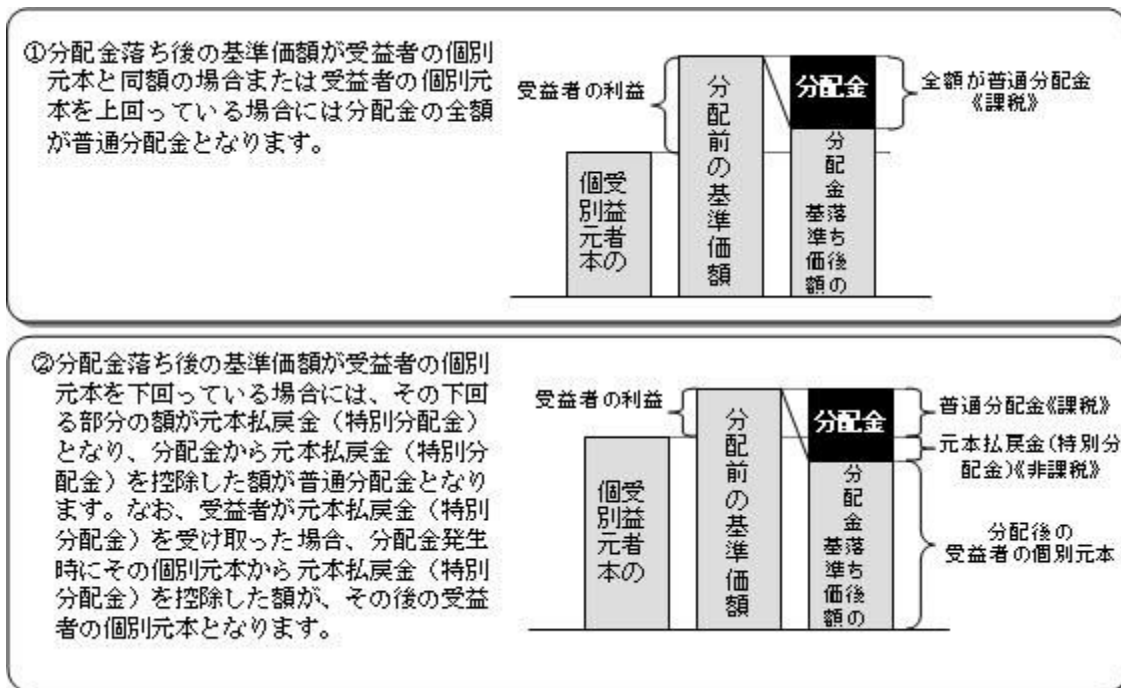 ①分配金落ち後の基準価額が受益者の個別
元本と同額の場合または受益者の個別元
本を上回っている場合には分配金の全額
が普通分配金となります。
受益者の利益
受益者の
個別元本
分配前の基準価額
分配金
分配金落ち後の
基準価額
全額が普通分配金
《課税》
②分配金落ち後の基準価額が受益者の個別
元本を下回っている場合には、その下回
る部分の額が元本払戻金（特別分配金）
となり、分配金から元本払戻金（特別分
配金）を控除した額が普通分配金となり
ます。なお、受益者が元本払戻金（特別
分配金）を受け取った場合、分配金発生
時にその個別元本から元本払戻金（特別
分配金）を控除した額が、その後の受益
者の個別元本となります。
受益者の利益
受益者の
個別元本
分配前の基準価額
分配金
分配金落ち後の
基準価額
普通分配金《課税》
元本払戻金(特別分
配金)《非課税》
分配後の
受益者の個別元本